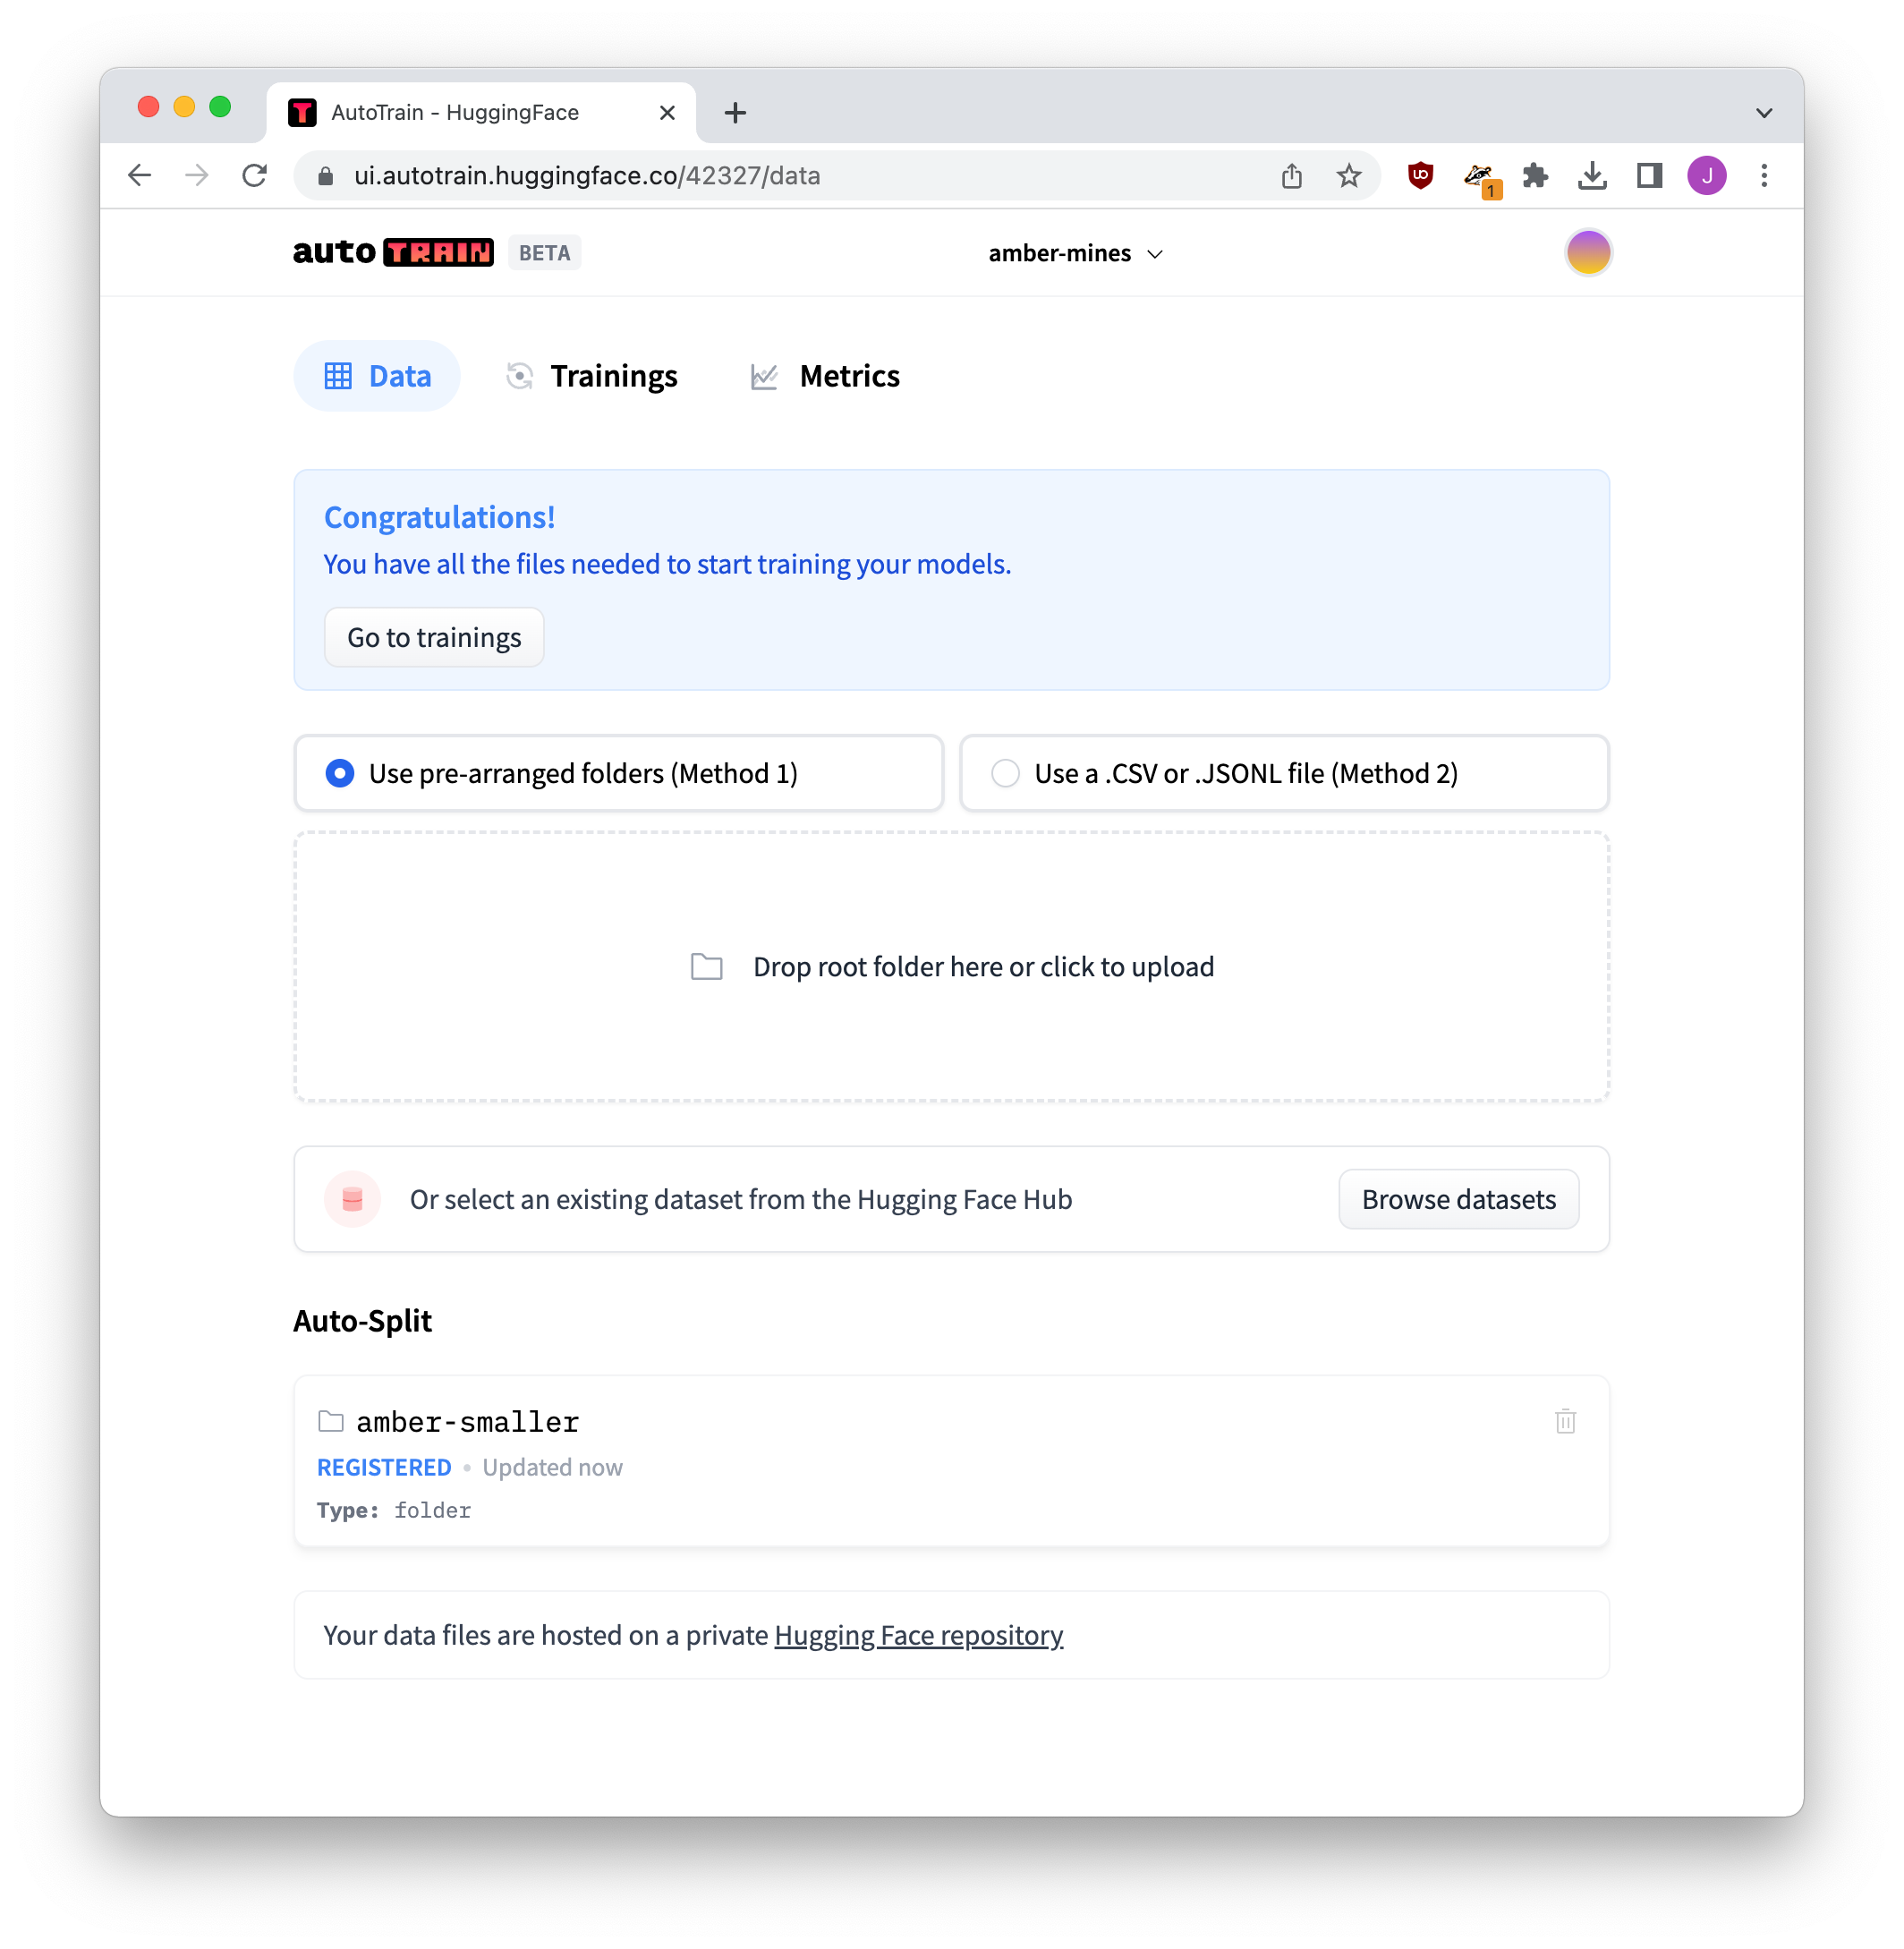 AutoTrain - HuggingFace
ui.autotrain.huggingface.co/42327/data
1
J
auto TRAIN BETA
amber-mines
Data
Trainings
Metrics
Congratulations!
You have all the files needed to start training your models.
Go to trainings
Use pre-arranged folders (Method 1)
Use a .CSV or .JSONL file (Method 2)
Drop root folder here or click to upload
Or select an existing dataset from the Hugging Face Hub
Browse datasets
Auto-Split
amber-smaller
REGISTERED • Updated now
Type: folder
Your data files are hosted on a private Hugging Face repository